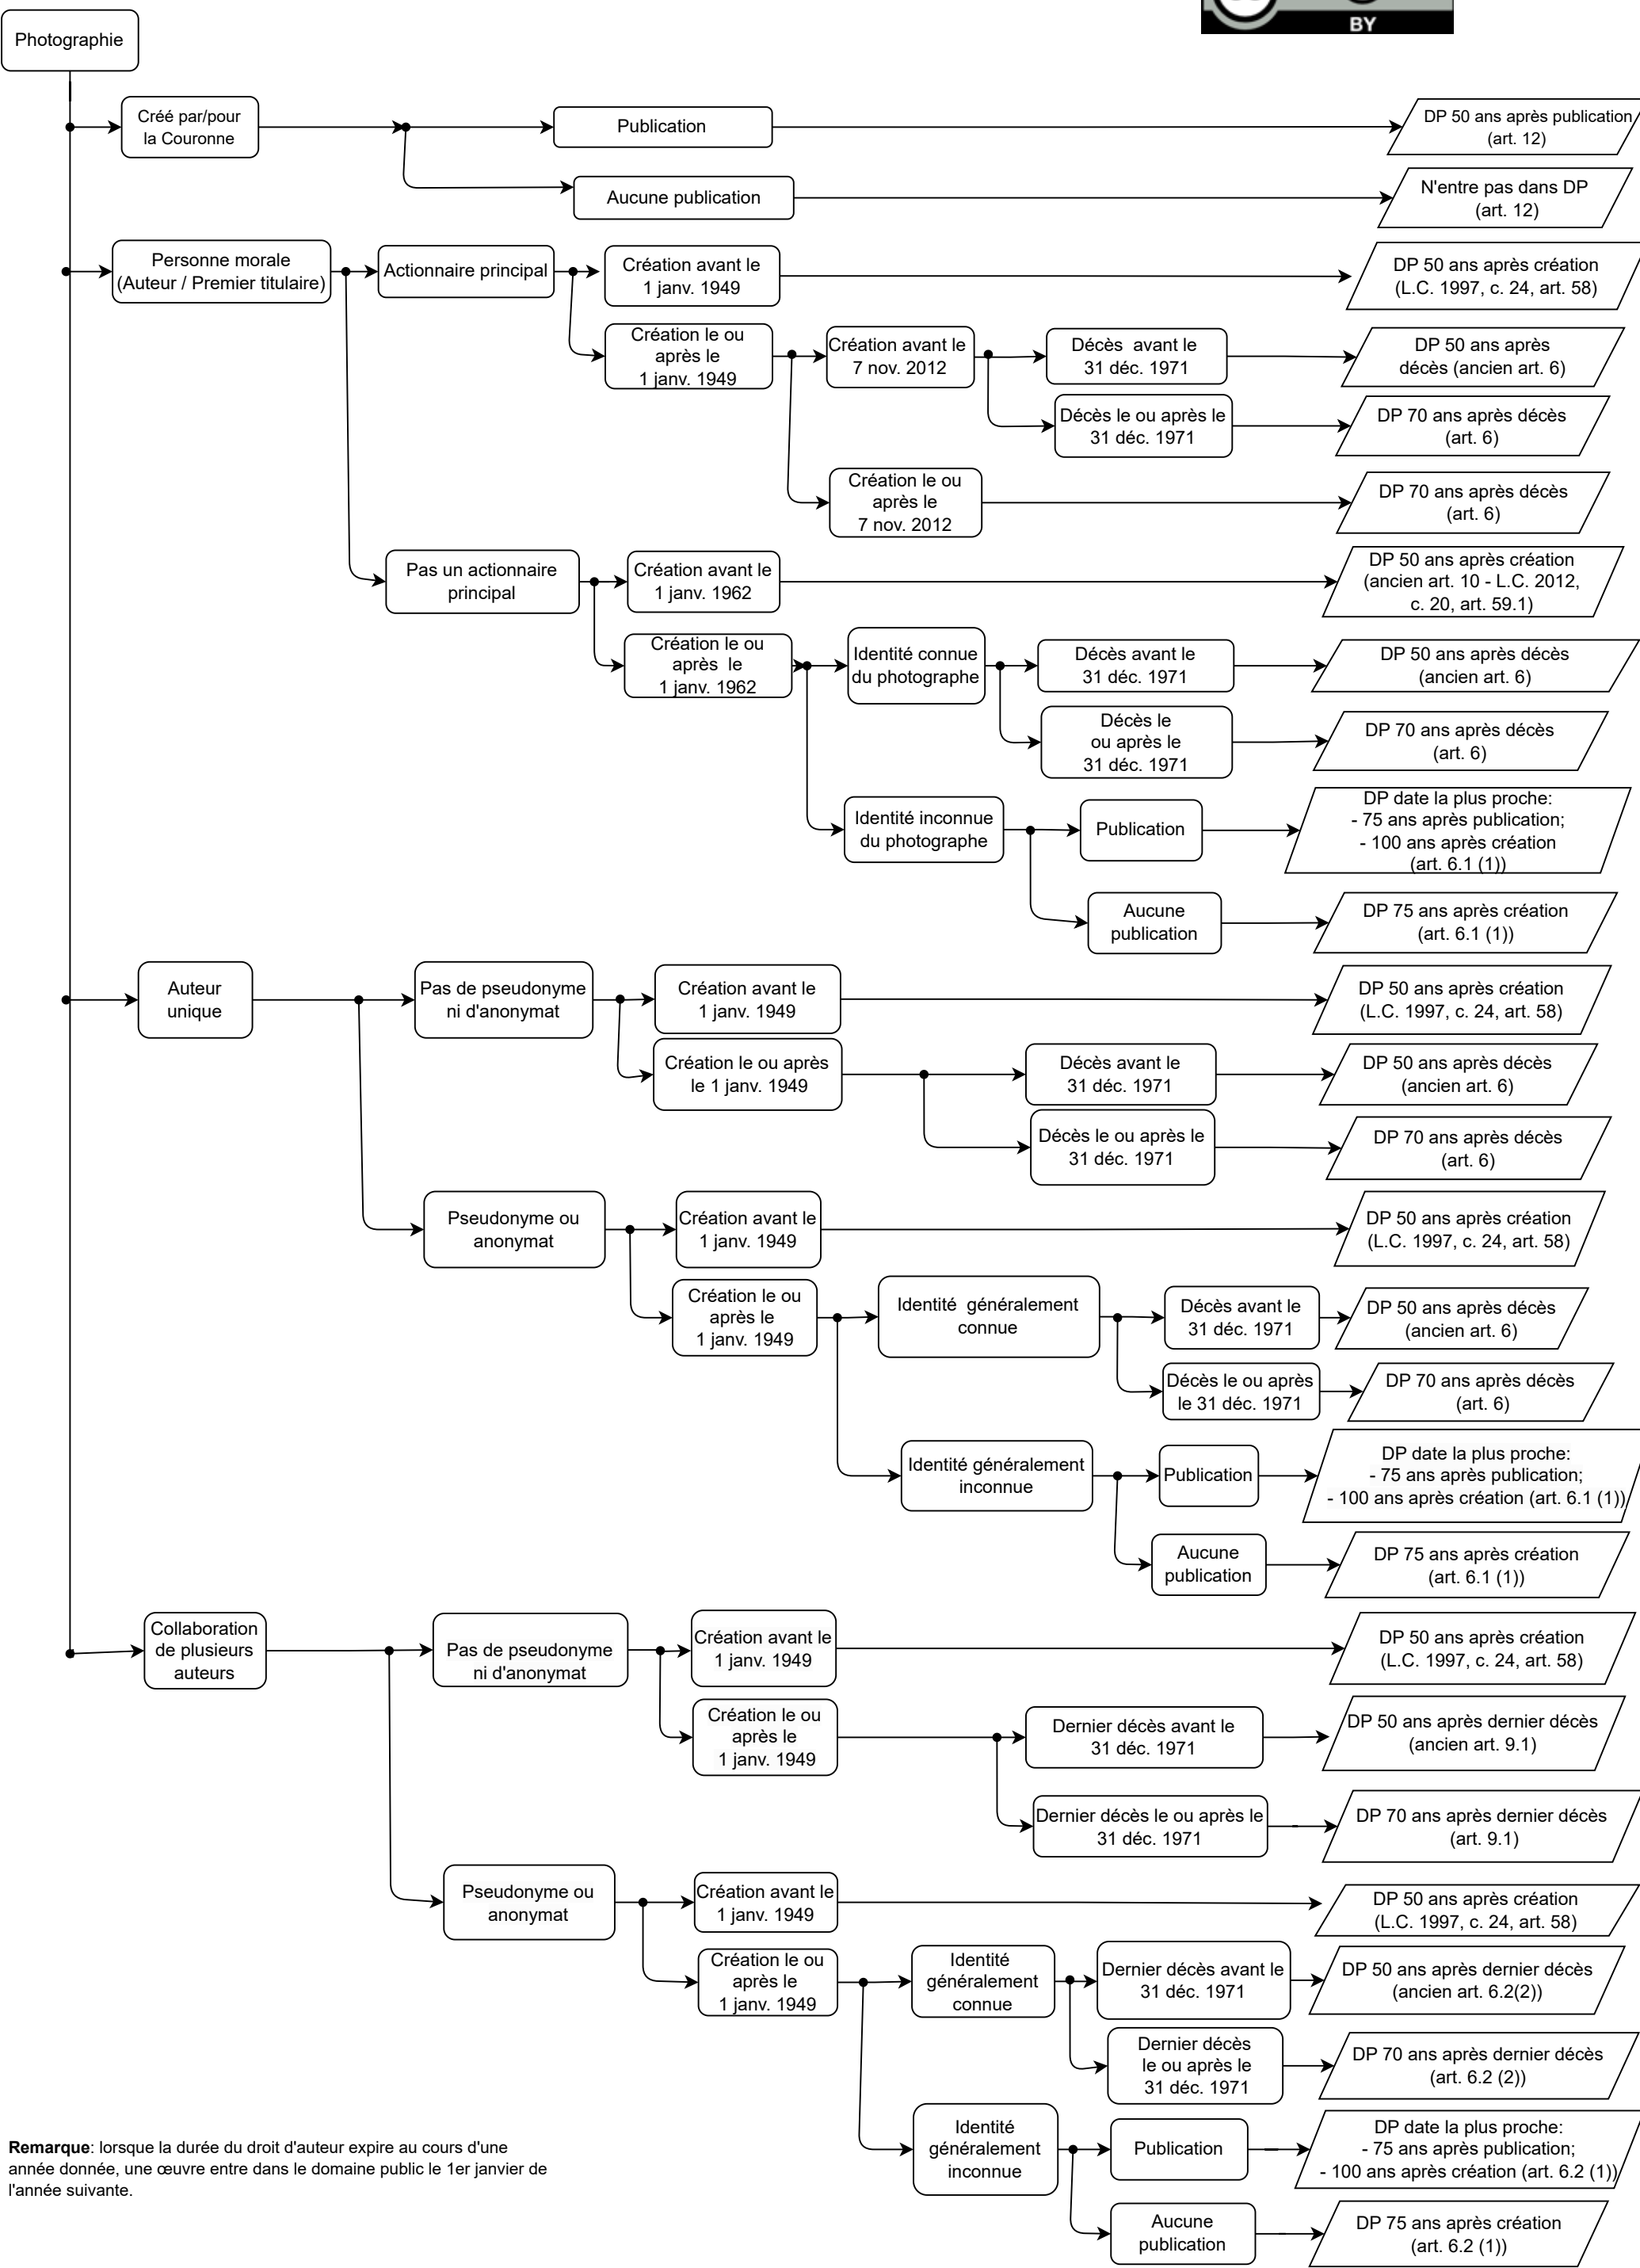 BY
Photographie
Créé par/pour
la Couronne
Publication
DP 50 ans après publication
(art. 12)
Aucune publication
N'entre pas dans DP
(art. 12)
Personne morale
(Auteur / Premier titulaire)
Actionnaire principal
Création avant le
1 janv. 1949
DP 50 ans après création
(L.C. 1997, c. 24, art. 58)
Création le ou
après le
1 janv. 1949
Création avant le
7 nov. 2012
Décès avant le
31 déc. 1971
DP 50 ans après
décès (ancien art. 6)
Décès le ou après le
31 déc. 1971
DP 70 ans après décès
(art. 6)
Création le ou
après le
7 nov. 2012
DP 70 ans après décès
(art. 6)
Pas un actionnaire
principal
Création avant le
1 janv. 1962
DP 50 ans après création
(ancien art. 10 - L.C. 2012,
c. 20, art. 59.1)
Création le ou
après le
1 janv. 1962
Identité connue
du photographe
Décès avant le
31 déc. 1971
DP 50 ans après décès
(ancien art. 6)
Décès le
ou après le
31 déc. 1971
DP 70 ans après décès
(art. 6)
Identité inconnue
du photographe
Publication
DP date la plus proche:
- 75 ans après publication;
- 100 ans après création
(art. 6.1 (1))
Aucune
publication
DP 75 ans après création
(art. 6.1 (1))
Auteur
unique
Pas de pseudonyme
ni d'anonymat
Création avant le
1 janv. 1949
DP 50 ans après création
(L.C. 1997, c. 24, art. 58)
Création le ou après
le 1 janv. 1949
Décès avant le
31 déc. 1971
DP 50 ans après décès
(ancien art. 6)
Décès le ou après le
31 déc. 1971
DP 70 ans après décès
(art. 6)
Pseudonyme ou
anonymat
Création avant le
1 janv. 1949
DP 50 ans après création
(L.C. 1997, c. 24, art. 58)
Création le ou
après le
1 janv. 1949
Identité généralement
connue
Décès avant le
31 déc. 1971
DP 50 ans après décès
(ancien art. 6)
Décès le ou après
le 31 déc. 1971
DP 70 ans après décès
(art. 6)
Identité généralement
inconnue
Publication
DP date la plus proche:
- 75 ans après publication;
- 100 ans après création (art. 6.1 (1))
Aucune
publication
DP 75 ans après création
(art. 6.1 (1))
Collaboration
de plusieurs
auteurs
Pas de pseudonyme
ni d'anonymat
Création avant le
1 janv. 1949
DP 50 ans après création
(L.C. 1997, c. 24, art. 58)
Création le ou
après le
1 janv. 1949
Dernier décès avant le
31 déc. 1971
DP 50 ans après dernier décès
(ancien art. 9.1)
Dernier décès le ou après le
31 déc. 1971
DP 70 ans après dernier décès
(art. 9.1)
Pseudonyme ou
anonymat
Création avant le
1 janv. 1949
DP 50 ans après création
(L.C. 1997, c. 24, art. 58)
Création le ou
après le
1 janv. 1949
Identité
généralement
connue
Dernier décès avant le
31 déc. 1971
DP 50 ans après dernier décès
(ancien art. 6.2(2))
Dernier décès
le ou après le
31 déc. 1971
DP 70 ans après dernier décès
(art. 6.2 (2))
Identité
généralement
inconnue
Publication
DP date la plus proche:
- 75 ans après publication;
- 100 ans après création (art. 6.2 (1))
Aucune
publication
DP 75 ans après création
(art. 6.2 (1))
Remarque: lorsque la durée du droit d'auteur expire au cours d'une
année donnée, une œuvre entre dans le domaine public le 1er janvier de
l'année suivante.